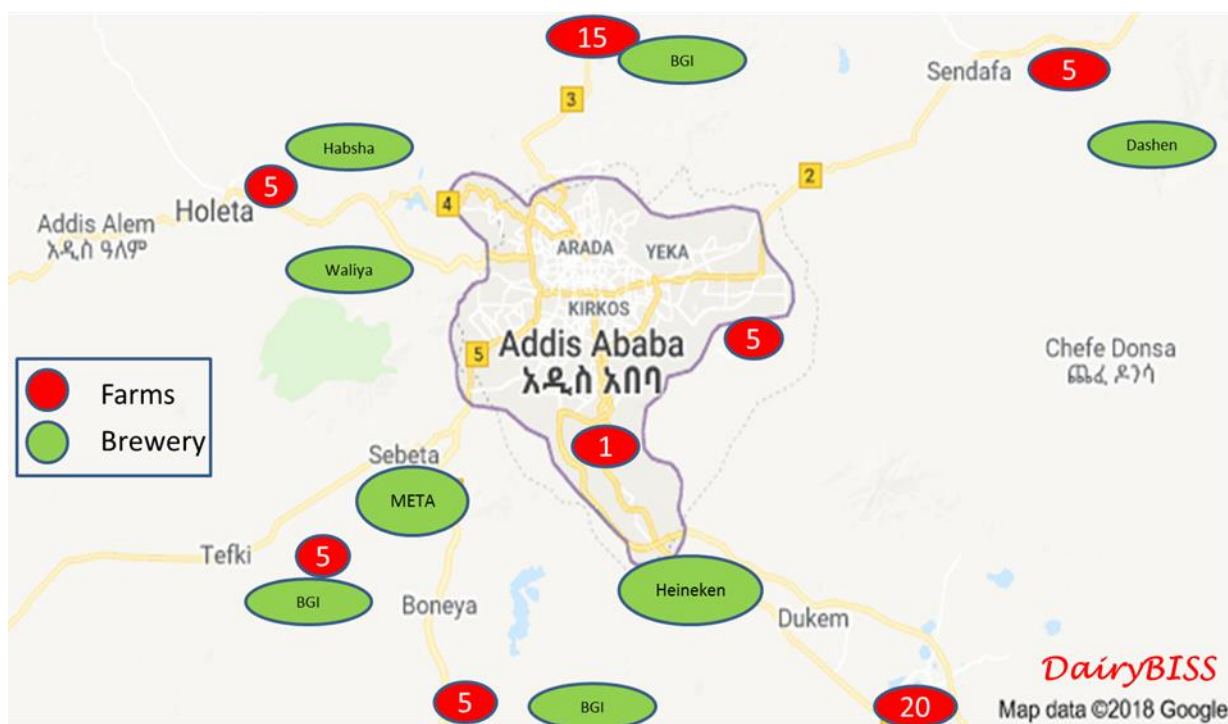 15
BGI
Sendafa
5
3
Habsha
Dashen
5
2
Holeta
4
Addis Alem
አዲስ ዓለም
ARADA
YEKA
Waliya
KIRKOS
5
Addis Ababa
አዲስ አበባ
5
Chefe Donsa
ጨፌ ዶንሳ
Farms
Brewery
1
Sebeta
META
Tefki
5
BGI
Boneya
Heineken
Dukem
DairyBISS
5
BGI
20
Map data ©2018 Google